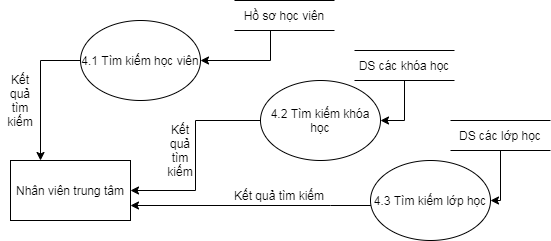 Hồ sơ học viên
4.1 Tìm kiếm học viên
Kết
quả
tìm
kiếm
DS các khóa học
4.2 Tìm kiếm khóa
học
Kết
quả
tìm
kiếm
DS các lớp học
Nhân viên trung tâm
Kết quả tìm kiếm
4.3 Tìm kiếm lớp học